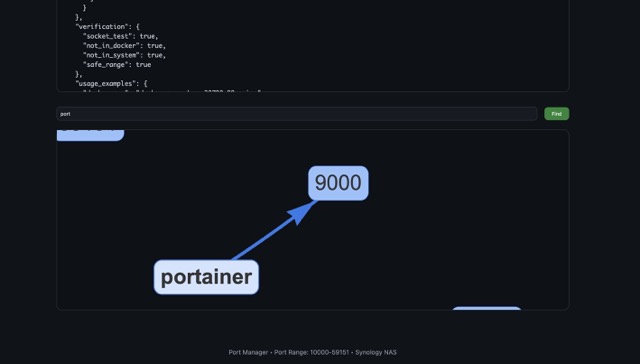 }
},
"verification": {
"socket_test": true,
"not_in_docker": true,
"not_in_system": true,
"safe_range": true
},
"usage_examples": {
port
Find
9000
portainer
Port Manager • Port Range: 10000-59151 • Synology NAS